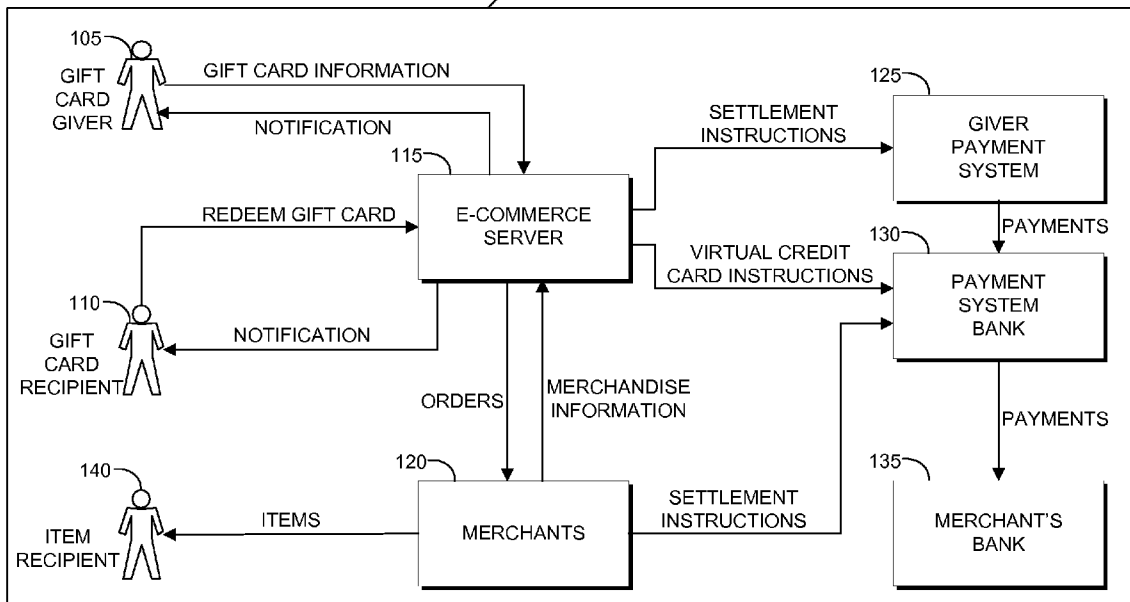 105
GIFT
CARD
GIVER
GIFT CARD INFORMATION
NOTIFICATION
115
E-COMMERCE
SERVER
SETTLEMENT
INSTRUCTIONS
125
GIVER
PAYMENT
SYSTEM
REDEEM GIFT CARD
VIRTUAL CREDIT
CARD INSTRUCTIONS
PAYMENTS
130
PAYMENT
SYSTEM
BANK
110
GIFT
CARD
RECIPIENT
NOTIFICATION
ORDERS
MERCHANDISE
INFORMATION
PAYMENTS
140
ITEM
RECIPIENT
ITEMS
120
MERCHANTS
SETTLEMENT
INSTRUCTIONS
135
MERCHANT'S
BANK